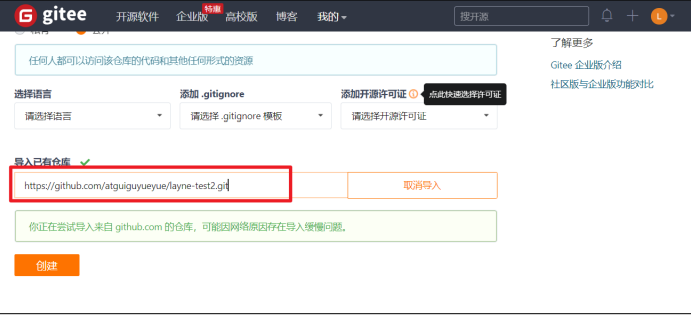 gitee 开源软件 企业版 特惠 高校版 博客 我的 搜开源 L
任何人都可以访问该仓库的代码和其他任何形式的资源
了解更多
Gitee 企业版介绍
社区版与企业版功能对比
选择语言 添加 .gitignore 添加开源许可证 点此快速选择许可证
请选择语言 请选择 .gitignore 模板 请选择开源许可证
导入已有仓库
https://github.com/atguiguyueyue/layne-test2.git 取消导入
你正在尝试导入来自 github.com 的仓库，可能因网络原因存在导入缓慢问题。
创建